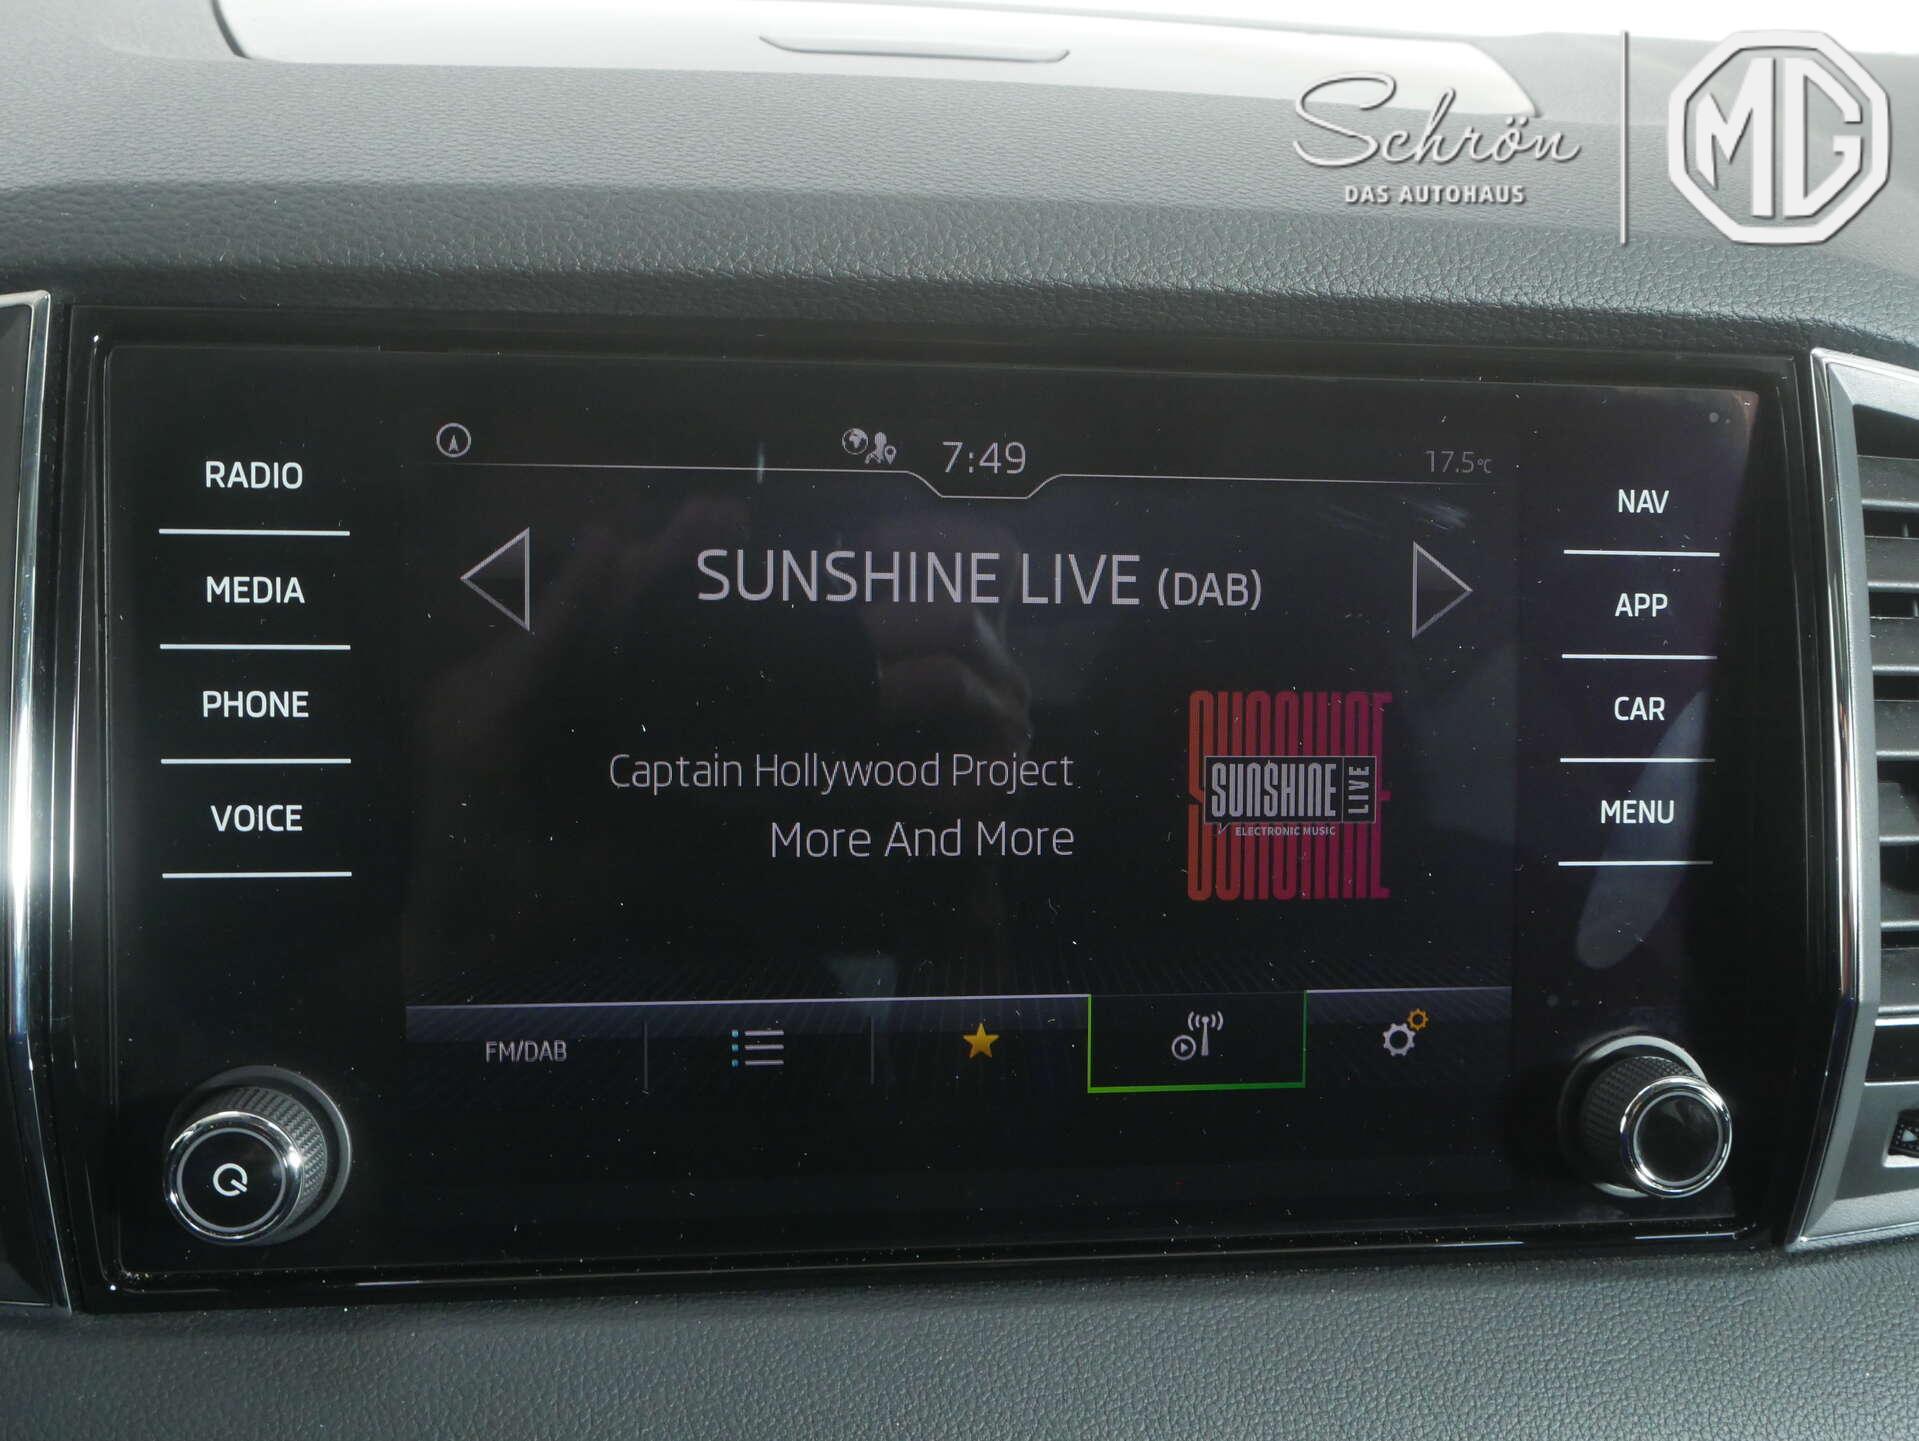 Schrön
DAS AUTOHAUS
MG
RADIO
MEDIA
PHONE
VOICE
7:49
17.5°C
SUNSHINE LIVE (DAB)
Captain Hollywood Project
More And More
SUNSHINE LIVE
ELECTRONIC MUSIC
FM/DAB
NAV
APP
CAR
MENU